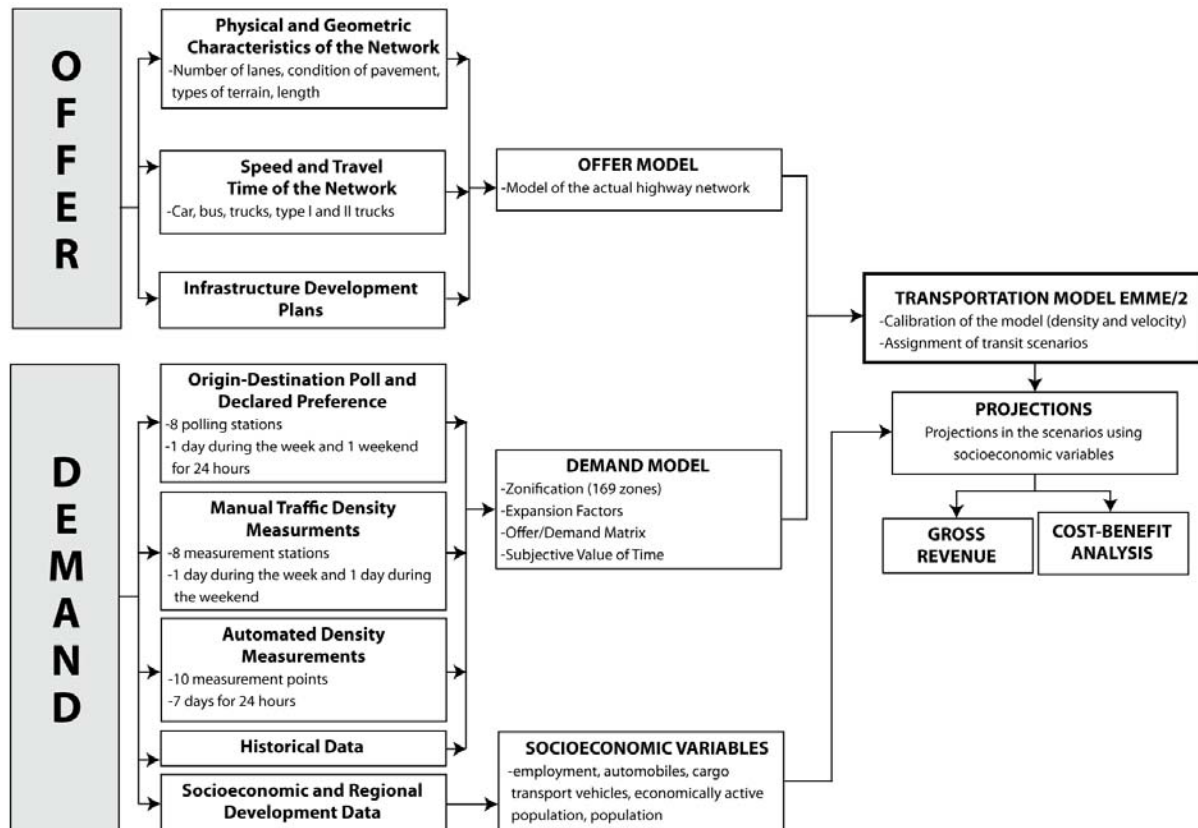 OFFER
Physical and Geometric
Characteristics of the Network
-Number of lanes, condition of pavement,
types of terrain, length
Speed and Travel
Time of the Network
-Car, bus, trucks, type I and II trucks
Infrastructure Development
Plans
OFFER MODEL
-Model of the actual highway network
DEMAND
Origin-Destination Poll and
Declared Preference
-8 polling stations
-1 day during the week and 1 weekend
for 24 hours
Manual Traffic Density
Measurments
-8 measurement stations
-1 day during the week and 1 day during
the weekend
Automated Density
Measurements
-10 measurement points
-7 days for 24 hours
Historical Data
Socioeconomic and Regional
Development Data
DEMAND MODEL
-Zonification (169 zones)
-Expansion Factors
-Offer/Demand Matrix
-Subjective Value of Time
SOCIOECONOMIC VARIABLES
-employment, automobiles, cargo
transport vehicles, economically active
population, population
TRANSPORTATION MODEL EMME/2
-Calibration of the model (density and velocity)
-Assignment of transit scenarios
PROJECTIONS
Projections in the scenarios using
socioeconomic variables
GROSS
REVENUE
COST-BENEFIT
ANALYSIS